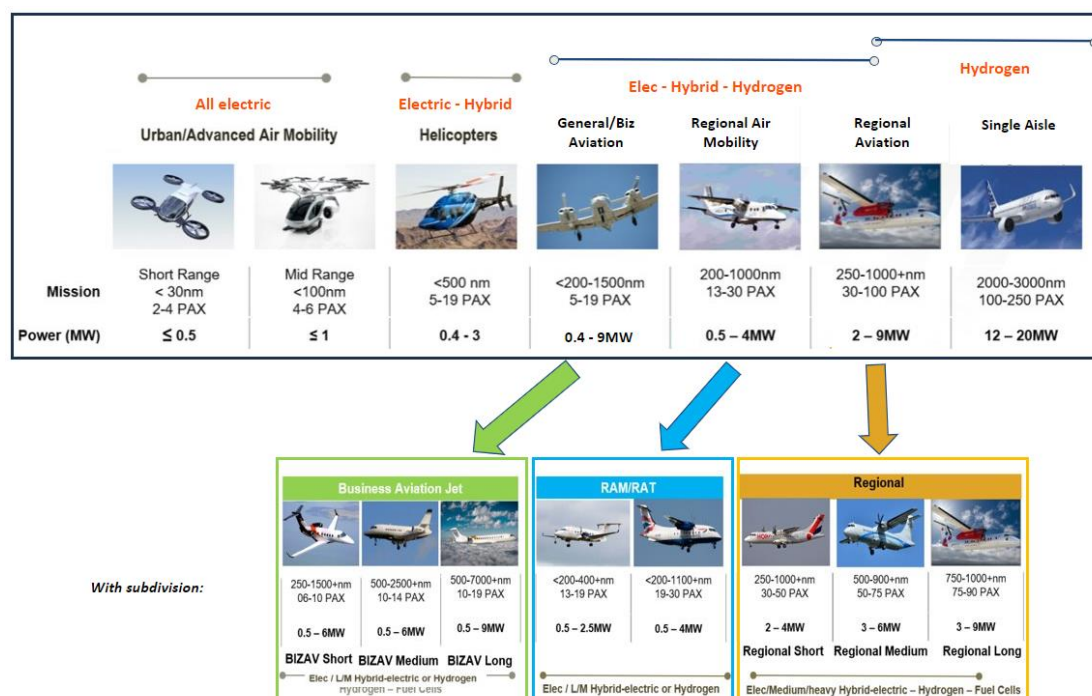 All electric
Electric - Hybrid
Elec - Hybrid - Hydrogen
Hydrogen
Urban/Advanced Air Mobility
Helicopters
General/Biz
Aviation
Regional Air
Mobility
Regional
Aviation
Single Aisle
Mission
Short Range
< 30nm
2-4 PAX
Mid Range
<100nm
4-6 PAX
<500 nm
5-19 PAX
<200-1500nm
5-19 PAX
200-1000nm
13-30 PAX
250-1000+nm
30-100 PAX
2000-3000nm
100-250 PAX
Power (MW)
≤ 0.5
≤ 1
0.4 - 3
0.4 - 9MW
0.5 – 4MW
2 – 9MW
12 – 20MW
With subdivision:
Business Aviation Jet
250-1500+nm
06-10 PAX
500-2500+nm
10-14 PAX
500-7000+nm
10-19 PAX
0.5 – 6MW
0.5 – 6MW
0.5 – 9MW
BIZAV Short
BIZAV Medium
BIZAV Long
Elec / L/M Hybrid-electric or Hydrogen
Hydrogen – Fuel Cells
RAM/RAT
<200-400+nm
13-19 PAX
<200-1100+nm
19-30 PAX
0.5 – 2.5MW
0.5 – 4MW
Elec / L/M Hybrid-electric or Hydrogen
Regional
250-1000+nm
30-50 PAX
500-900+nm
50-75 PAX
750-1000+nm
75-90 PAX
2 – 4MW
3 – 6MW
3 – 9MW
Regional Short
Regional Medium
Regional Long
Elec/Medium/heavy Hybrid-electric – Hydrogen – Fuel Cells